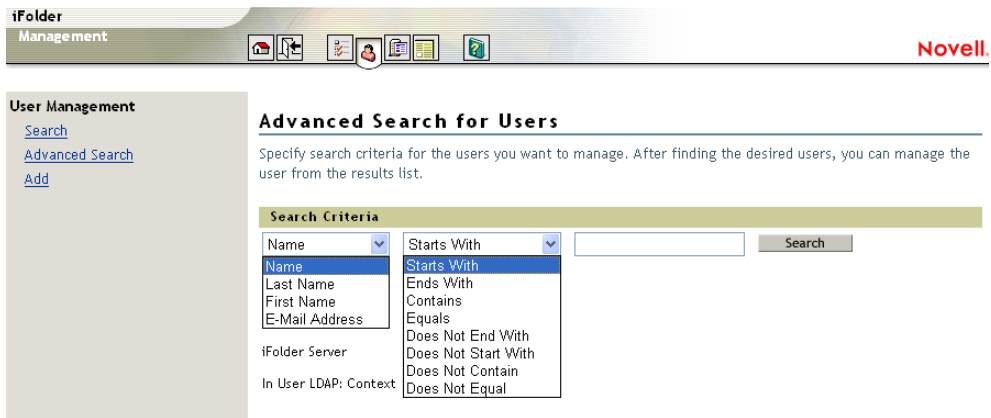 iFolder
Management
Novell.
User Management
Search
Advanced Search
Add
Advanced Search for Users
Specify search criteria for the users you want to manage. After finding the desired users, you can manage the
user from the results list.
Search Criteria
Name Starts With Search
Name
Last Name
First Name
E-Mail Address
Starts With
Ends With
Contains
Equals
Does Not End With
Does Not Start With
Does Not Contain
Does Not Equal
iFolder Server
In User LDAP: Context